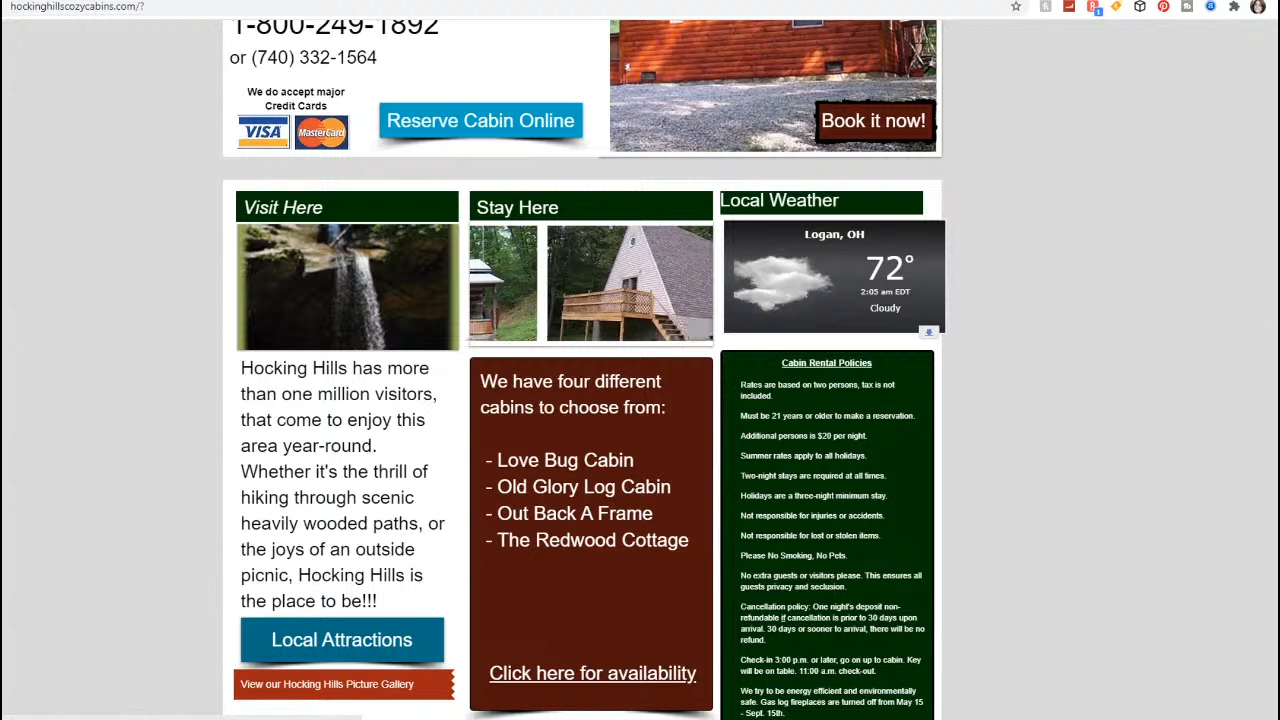 hockinghillscozycabins.com/?
1-800-249-1892
or (740) 332-1564
We do accept major
Credit Cards
VISA
MasterCard
Reserve Cabin Online
Book it now!
Visit Here
Hocking Hills has more
than one million visitors,
that come to enjoy this
area year-round.
Whether it's the thrill of
hiking through scenic
heavily wooded paths, or
the joys of an outside
picnic, Hocking Hills is
the place to be!!!
Local Attractions
View our Hocking Hills Picture Gallery
Stay Here
We have four different
cabins to choose from:
- Love Bug Cabin
- Old Glory Log Cabin
- Out Back A Frame
- The Redwood Cottage
Click here for availability
Local Weather
Logan, OH
72°
2:05 am EDT
Cloudy
Cabin Rental Policies
Rates are based on two persons, tax is not
included.
Must be 21 years or older to make a reservation.
Additional persons is $20 per night.
Summer rates apply to all holidays.
Two-night stays are required at all times.
Holidays are a three-night minimum stay.
Not responsible for injuries or accidents.
Not responsible for lost or stolen items.
Please No Smoking, No Pets.
No extra guests or visitors please. This ensures all
guests privacy and seclusion.
Cancellation policy: One night's deposit non-
refundable if cancellation is prior to 30 days upon
arrival. 30 days or sooner to arrival, there will be no
refund.
Check-in 3:00 p.m. or later, go on up to cabin. Key
will be on table. 11:00 a.m. check-out.
We try to be energy efficient and environmentally
safe. Gas log fireplaces are turned off from May 15
- Sept. 15th.